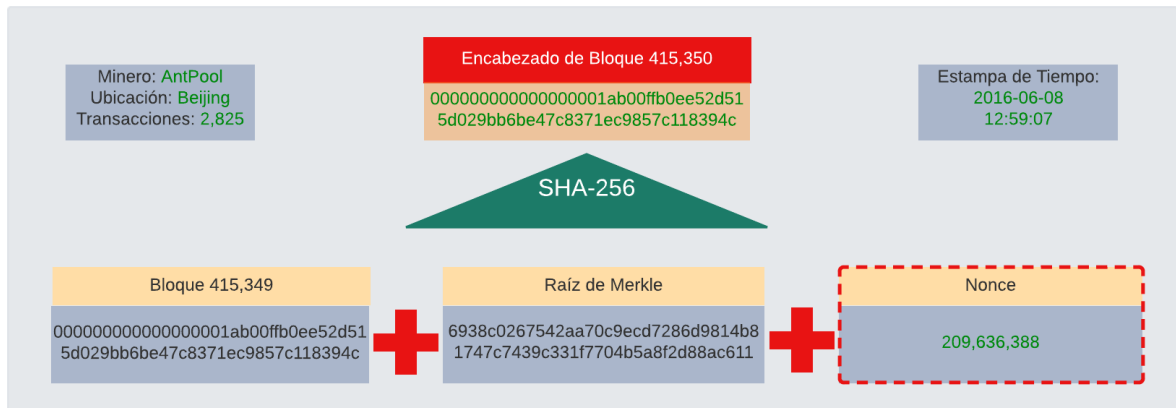 Encabezado de Bloque 415,350
000000000000000001ab00ffb0ee52d51
5d029bb6be47c8371ec9857c118394c
Minero: AntPool
Ubicación: Beijing
Transacciones: 2,825
Estampa de Tiempo:
2016-06-08
12:59:07
SHA-256
Bloque 415,349
000000000000000001ab00ffb0ee52d51
5d029bb6be47c8371ec9857c118394c
Raíz de Merkle
6938c0267542aa70c9ecd7286d9814b8
1747c7439c331f7704b5a8f2d88ac611
Nonce
209,636,388